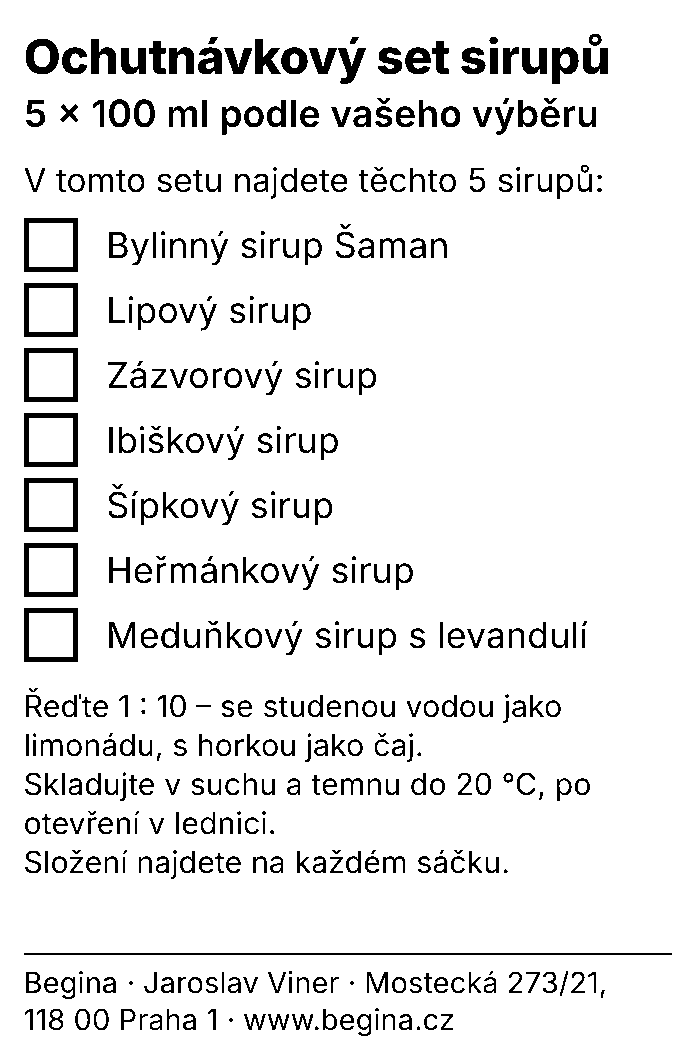 Ochutnávkový set sirupů
5 × 100 ml podle vašeho výběru
V tomto setu najdete těchto 5 sirupů:
Bylinný sirup Šaman
Lipový sirup
Zázvorový sirup
Ibiškový sirup
Šípkový sirup
Heřmánkový sirup
Meduňkový sirup s levandulí
Řeďte 1 : 10 – se studenou vodou jako
limonádu, s horkou jako čaj.
Skladujte v suchu a temnu do 20 °C, po
otevření v lednici.
Složení najdete na každém sáčku.
Begina · Jaroslav Viner · Mostecká 273/21,
118 00 Praha 1 · www.begina.cz